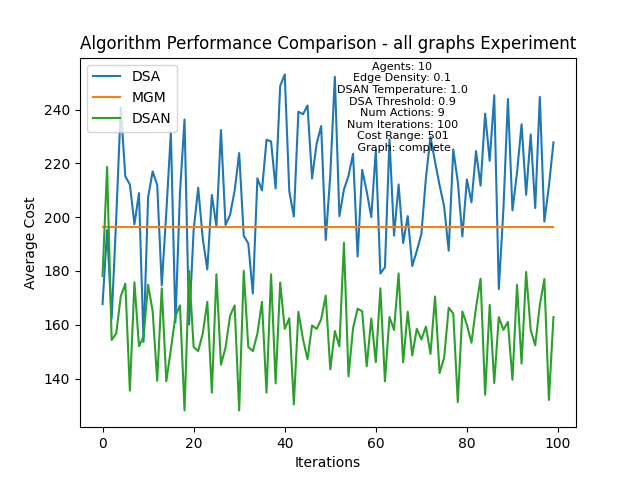 Algorithm Performance Comparison - all graphs Experiment
DSA
MGM
DSAN
Agents: 10
Edge Density: 0.1
DSAN Temperature: 1.0
DSA Threshold: 0.9
Num Actions: 9
Num Iterations: 100
Cost Range: 501
Graph: complete
240
220
200
180
160
140
Average Cost
0
20
40
60
80
100
Iterations